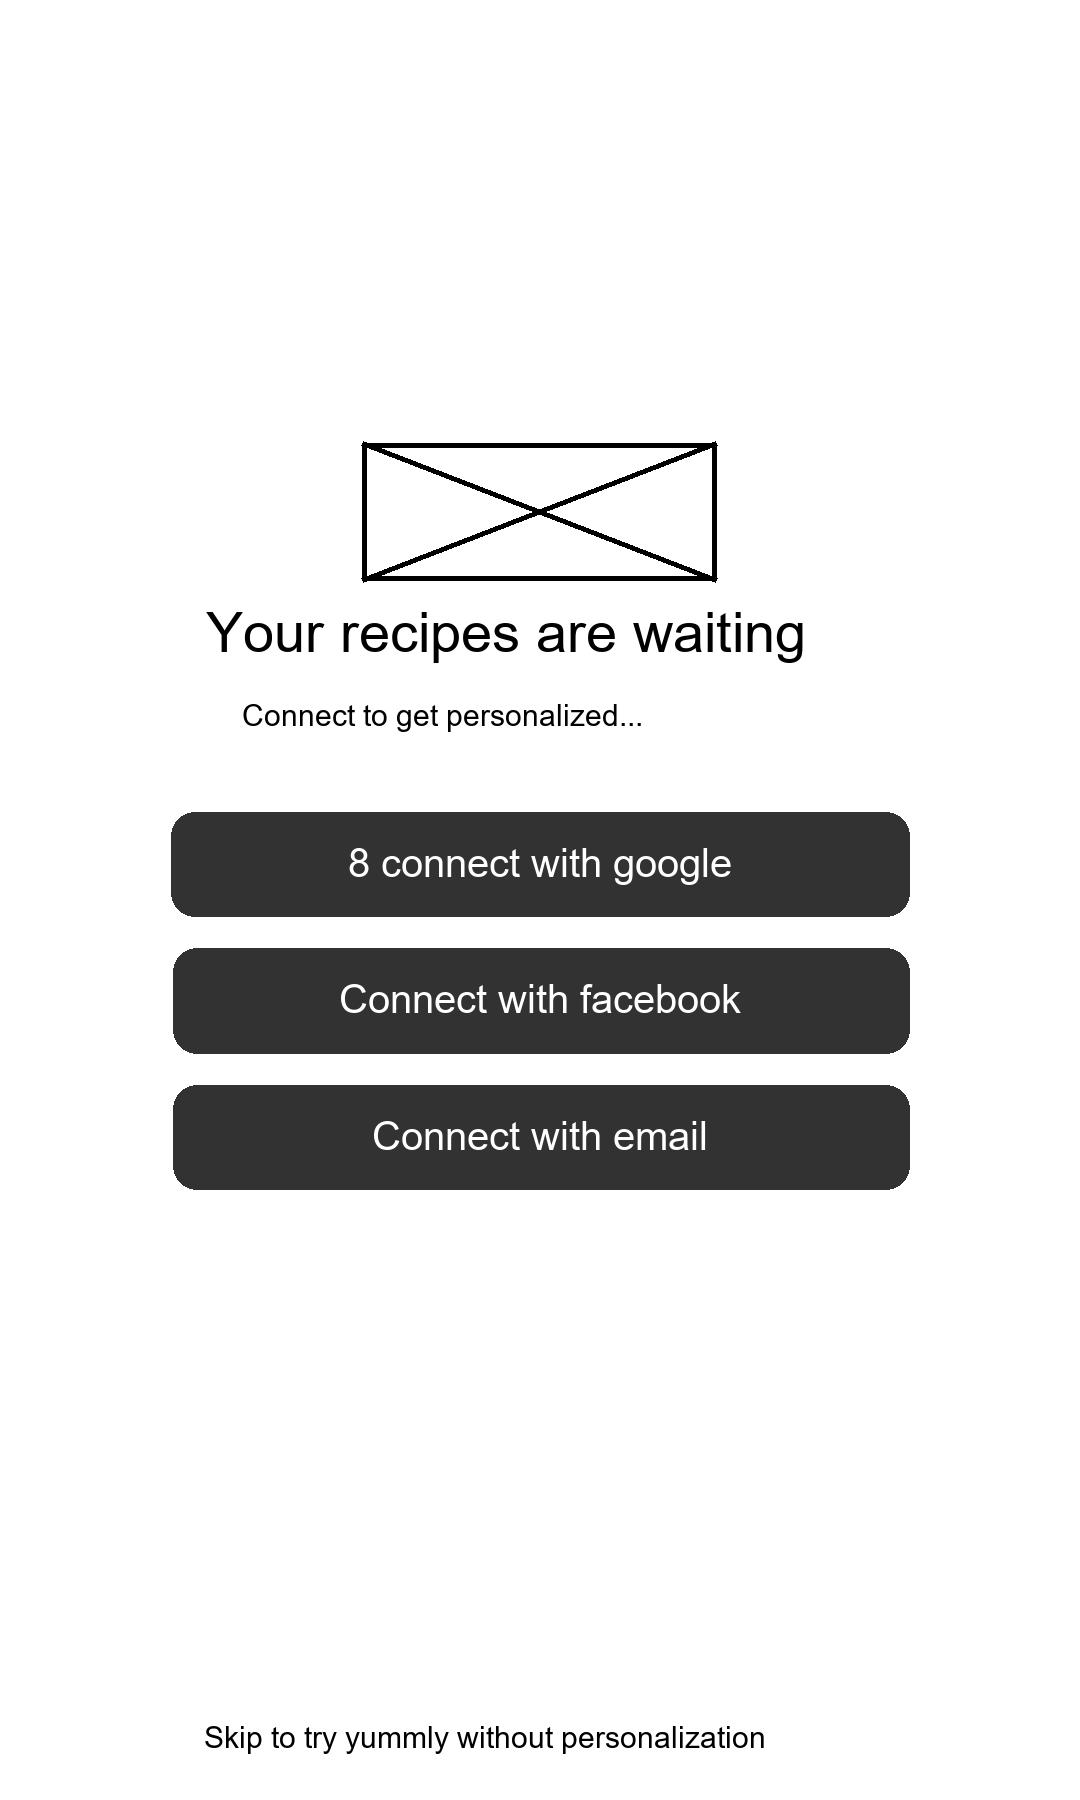 Your recipes are waiting
Connect to get personalized...
8 connect with google
Connect with facebook
Connect with email
Skip to try yummly without personalization